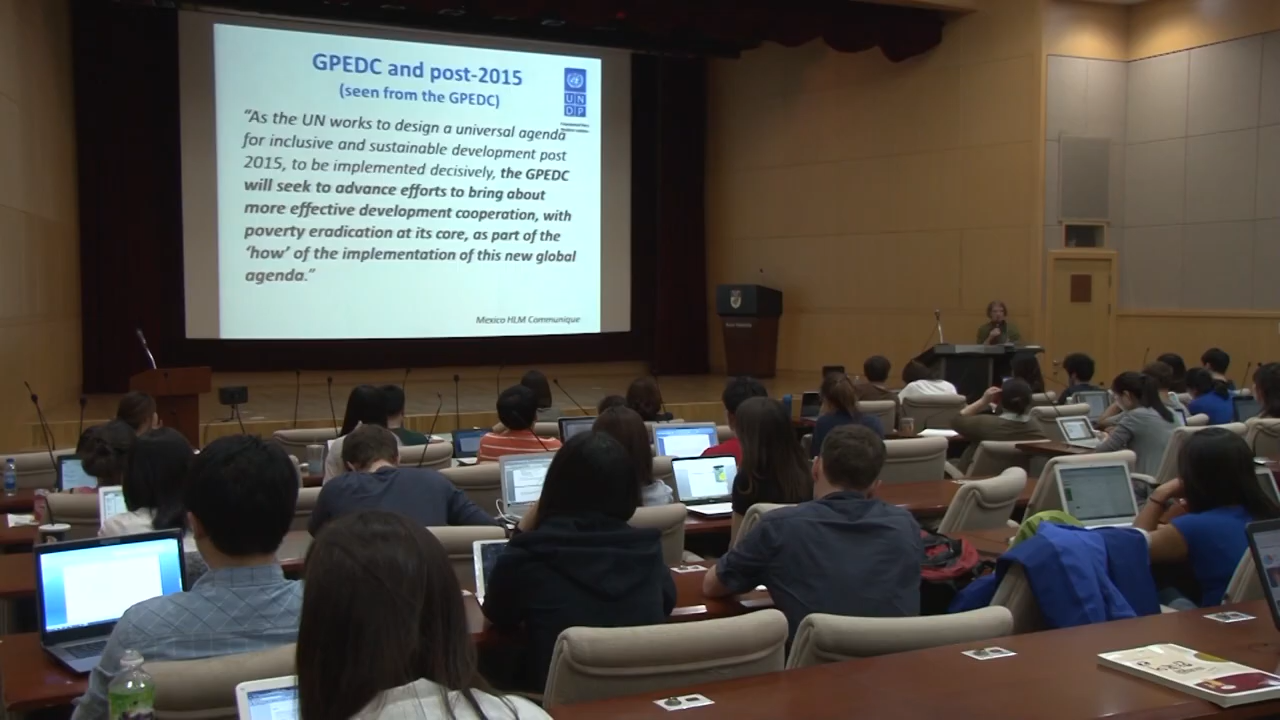 GPEDC and post-2015
(seen from the GPEDC)
UN
DP
“As the UN works to design a universal agenda
for inclusive and sustainable development post
2015, to be implemented decisively, the GPEDC
will seek to advance efforts to bring about
more effective development cooperation, with
poverty eradication at its core, as part of the
‘how’ of the implementation of this new global
agenda.”
Mexico HLM Communique